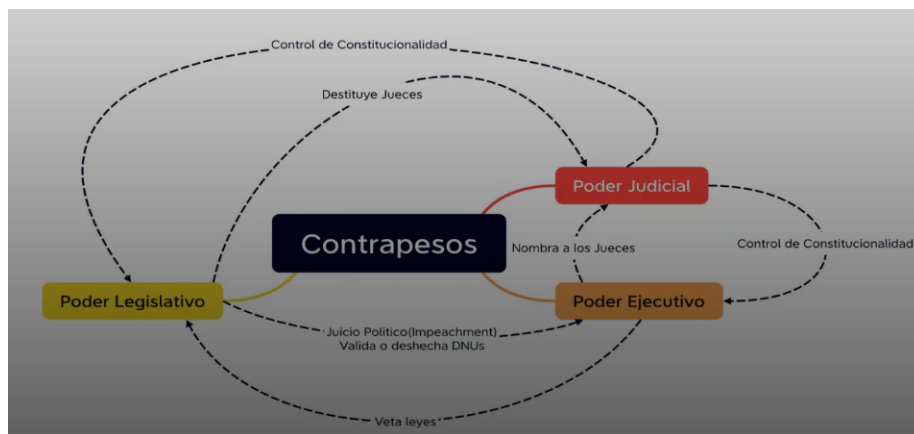 Control de Constitucionalidad
Destituye Jueces
Poder Judicial
Contrapesos
Nombra a los Jueces
Control de Constitucionalidad
Poder Legislativo
Poder Ejecutivo
Juicio Politico(Impeachment)
Valida o deshecha DNUs
Veta leyes